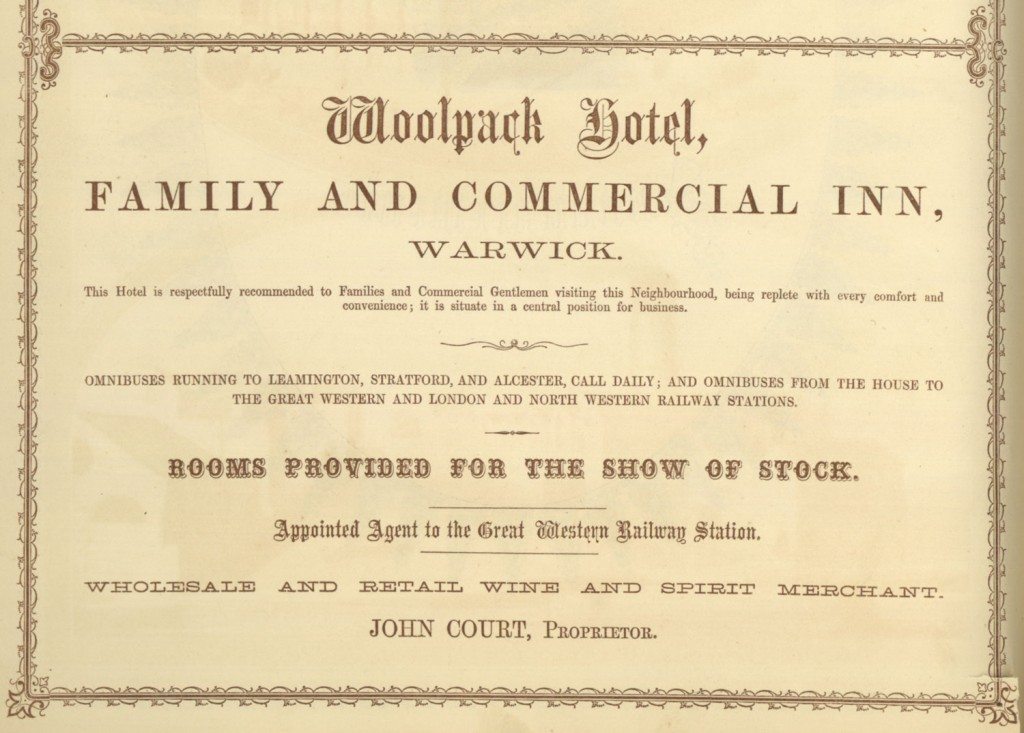 Woolpack Hotel,
FAMILY AND COMMERCIAL INN,
WARWICK.
This Hotel is respectfully recommended to Families and Commercial Gentlemen visiting this Neighbourhood, being replete with every comfort and
convenience; it is situate in a central position for business.
OMNIBUSES RUNNING TO LEAMINGTON, STRATFORD, AND ALCESTER, CALL DAILY; AND OMNIBUSES FROM THE HOUSE TO
THE GREAT WESTERN AND LONDON AND NORTH WESTERN RAILWAY STATIONS.
ROOMS PROVIDED FOR THE SHOW OF STOCK.
Appointed Agent to the Great Western Railway Station.
WHOLESALE AND RETAIL WINE AND SPIRIT MERCHANT.
JOHN COURT, PROPRIETOR.